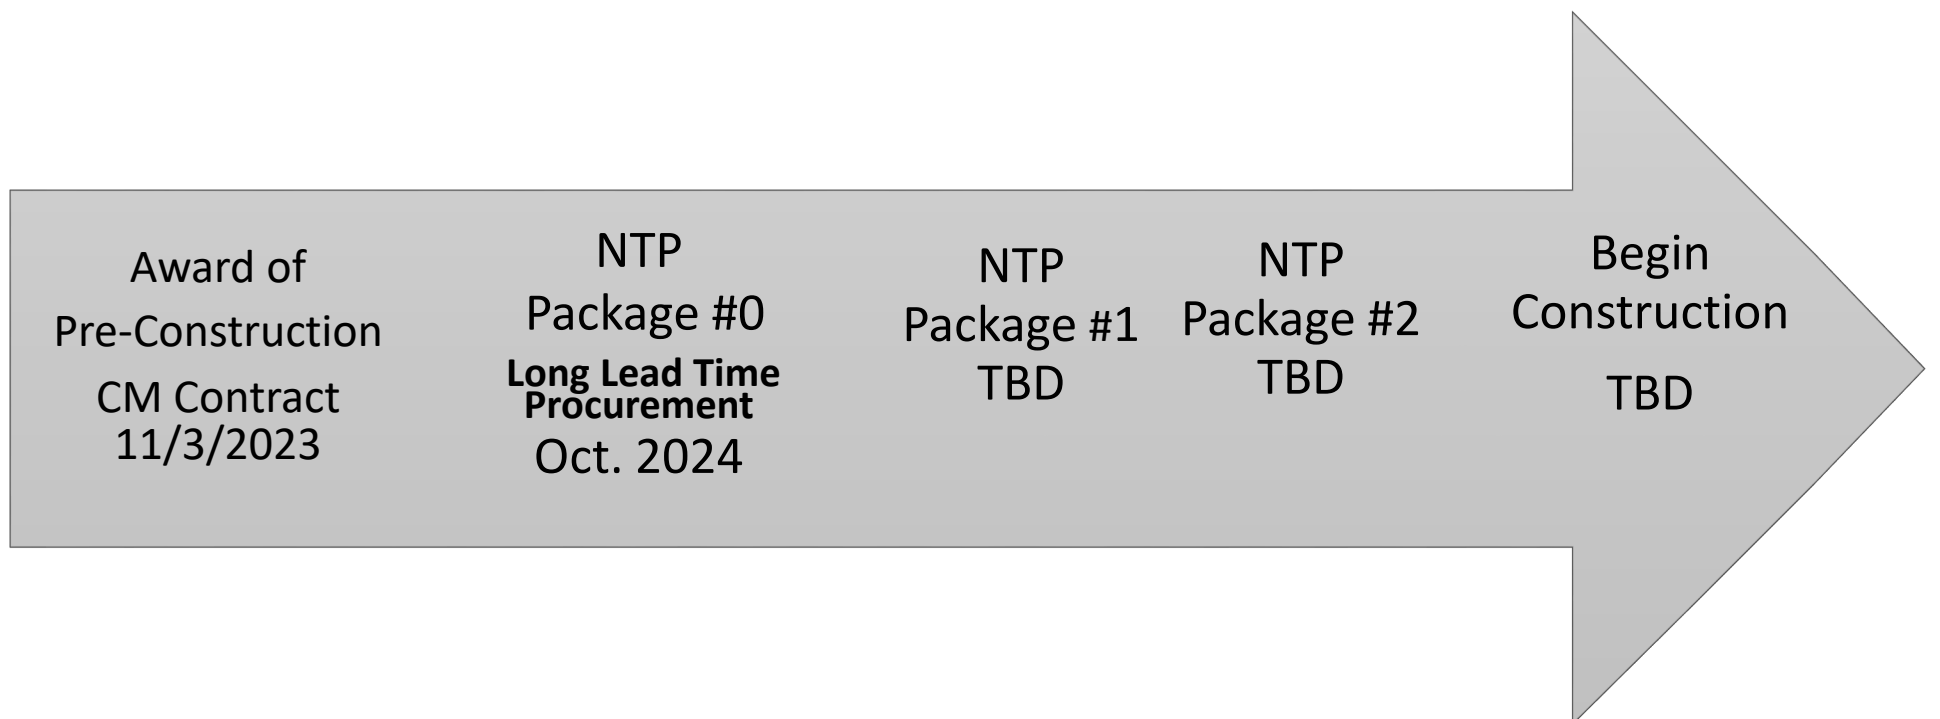 Award of
Pre-Construction
CM Contract
11/3/2023
NTP
Package #0
Long Lead Time
Procurement
Oct. 2024
NTP
Package #1
TBD
NTP
Package #2
TBD
Begin
Construction
TBD